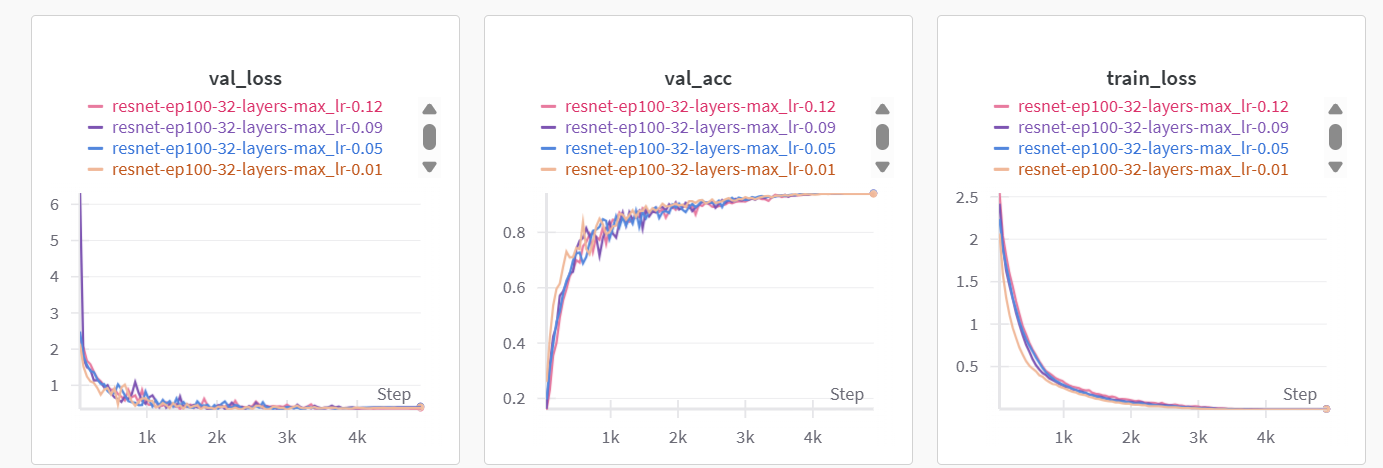 val_loss
resnet-ep100-32-layers-max_lr-0.12
resnet-ep100-32-layers-max_lr-0.09
resnet-ep100-32-layers-max_lr-0.05
resnet-ep100-32-layers-max_lr-0.01
6
5
4
3
2
1
Step
1k 2k 3k 4k
val_acc
resnet-ep100-32-layers-max_lr-0.12
resnet-ep100-32-layers-max_lr-0.09
resnet-ep100-32-layers-max_lr-0.05
resnet-ep100-32-layers-max_lr-0.01
0.8
0.6
0.4
0.2
Step
1k 2k 3k 4k
train_loss
resnet-ep100-32-layers-max_lr-0.12
resnet-ep100-32-layers-max_lr-0.09
resnet-ep100-32-layers-max_lr-0.05
resnet-ep100-32-layers-max_lr-0.01
2.5
2
1.5
1
0.5
Step
1k 2k 3k 4k